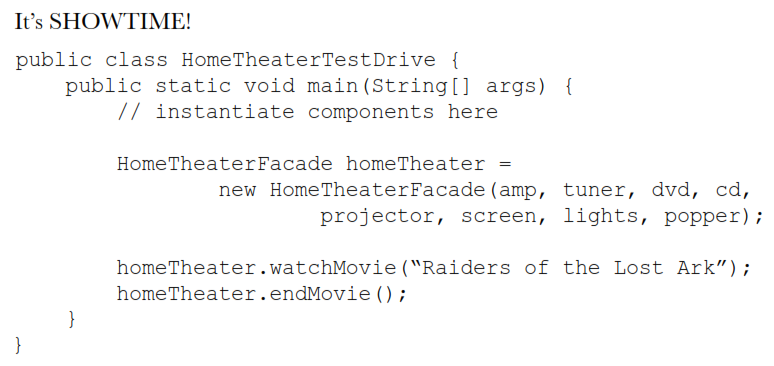 It’s SHOWTIME!
public class HomeTheaterTestDrive {
public static void main(String[] args) {
// instantiate components here
HomeTheaterFacade homeTheater =
new HomeTheaterFacade(amp, tuner, dvd, cd,
projector, screen, lights, popper);
homeTheater.watchMovie(“Raiders of the Lost Ark”);
homeTheater.endMovie();
}
}